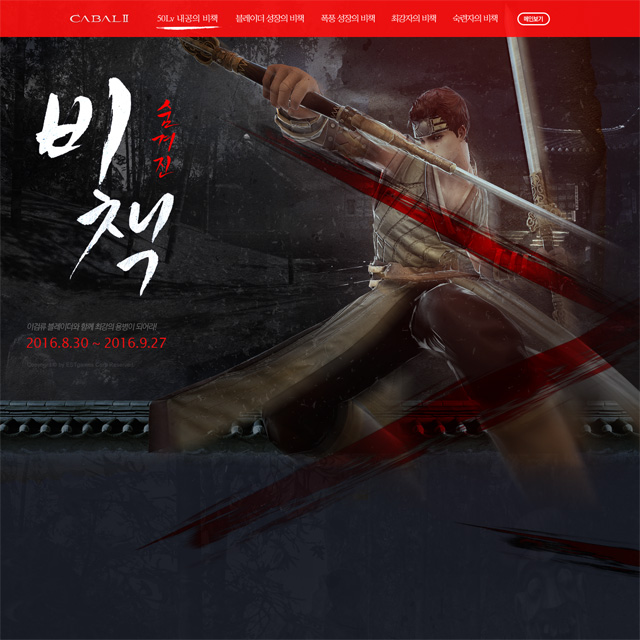 CABAL II
50Lv 내공의 비책
블레이더 성장의 비책
폭풍 성장의 비책
최강자의 비책
숙련자의 비책
메인보기
비책
숨겨진
이검류 블레이더와 함께 최강의 용병이 되어라!
2016.8.30 ~ 2016.9.27